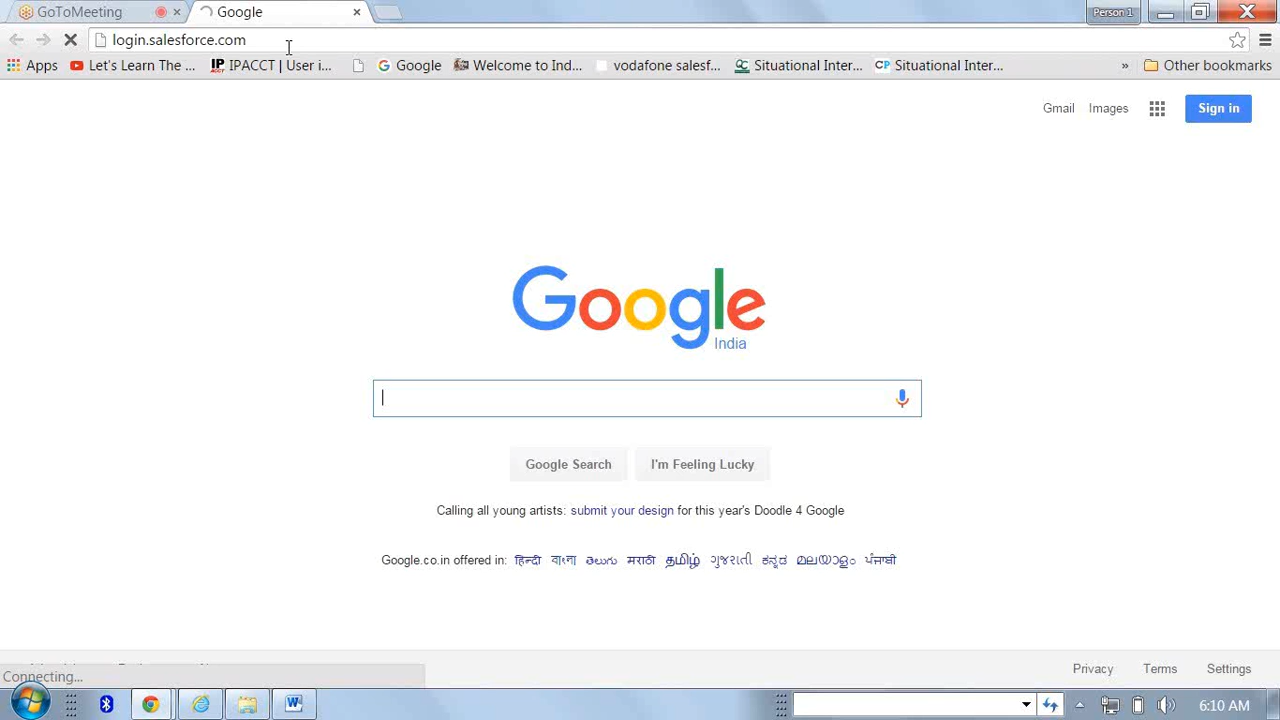 GoToMeeting
Google
Person 1
login.salesforce.com
Apps
Let's Learn The ...
IP ACCT
IPACCT | User i...
Google
Welcome to Ind...
vodafone salesf...
Situational Inter...
CP
Situational Inter...
»
Other bookmarks
Gmail
Images
Sign in
Google
India
Google Search
I'm Feeling Lucky
Calling all young artists: submit your design for this year's Doodle 4 Google
Google.co.in offered in: हिन्दी বাংলা తెలుగు मराठी தமிழ் ગુજરાતી ಕನ್ನಡ മലയാളം ਪੰਜਾਬੀ
Connecting...
Privacy
Terms
Settings
W
6:10 AM